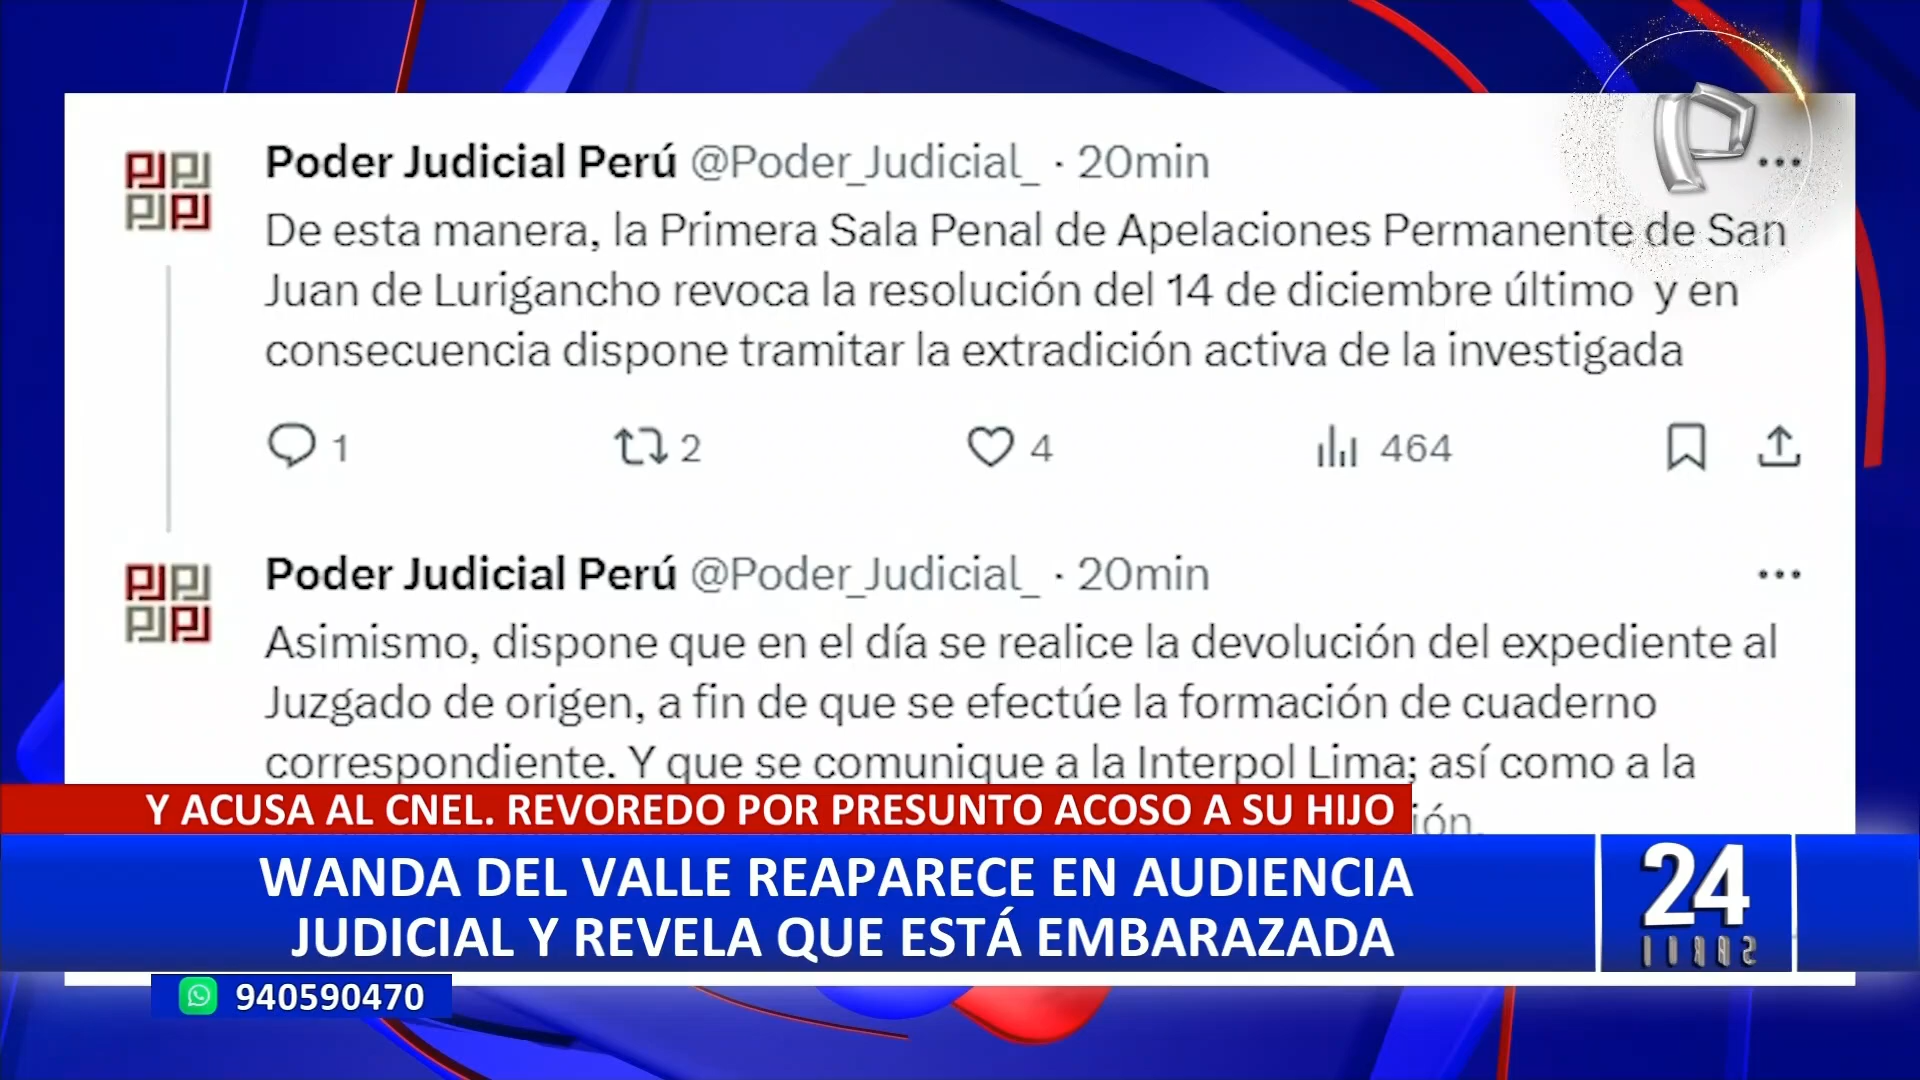 Poder Judicial Perú @Poder_Judicial_ · 20min
De esta manera, la Primera Sala Penal de Apelaciones Permanente de San
Juan de Lurigancho revoca la resolución del 14 de diciembre último y en
consecuencia dispone tramitar la extradición activa de la investigada
1 2 4 464
Poder Judicial Perú @Poder_Judicial_ · 20min
Asimismo, dispone que en el día se realice la devolución del expediente al
Juzgado de origen, a fin de que se efectúe la formación de cuaderno
correspondiente. Y que se comunique a la Interpol Lima; así como a la
Y ACUSA AL CNEL. REVOREDO POR PRESUNTO ACOSO A SU HIJO
WANDA DEL VALLE REAPARECE EN AUDIENCIA
JUDICIAL Y REVELA QUE ESTÁ EMBARAZADA
24
940590470